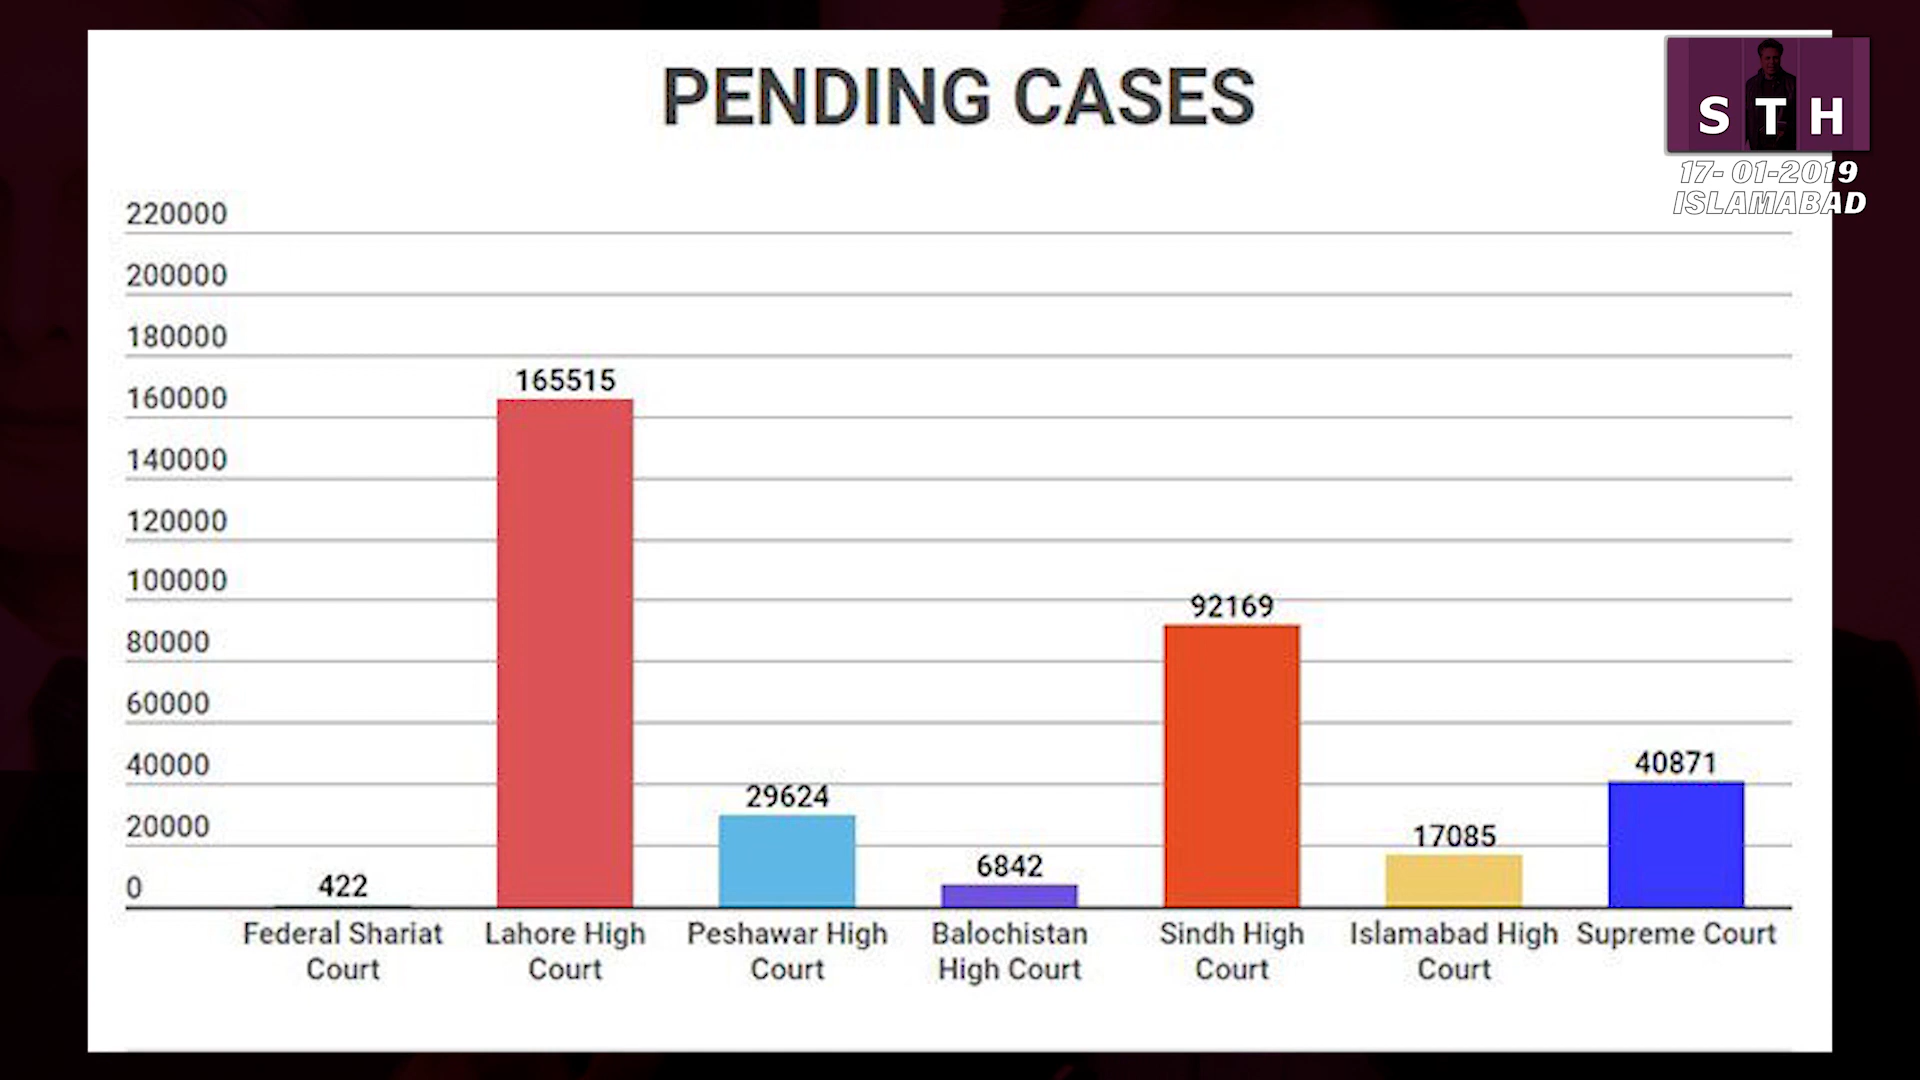 PENDING CASES
S T H
17- 01-2019
ISLAMABAD
220000
200000
180000
160000
140000
120000
100000
80000
60000
40000
20000
0
422
165515
29624
6842
92169
17085
40871
Federal Shariat Court
Lahore High Court
Peshawar High Court
Balochistan High Court
Sindh High Court
Islamabad High Court
Supreme Court